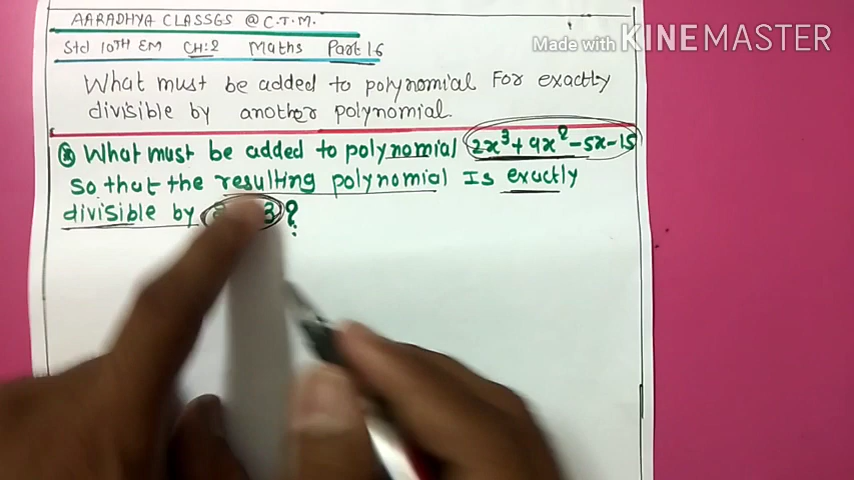 AARADHYA CLASSES @ C.T.M.
Std 10TH EM CH:2 Maths Part 16
Made with KINEMASTER
What must be added to polynomial For exactly
divisible by another polynomial.
What must be added to polynomial 2x³ + 9x² - 5x - 15
so that the resulting polynomial Is exactly
divisible by 3 ?